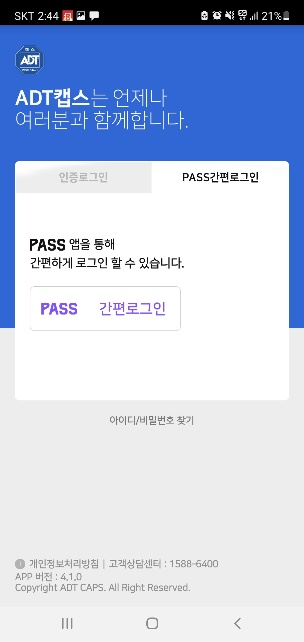 SKT 2:44 21%
ADT
ADT캡스는 언제나
여러분과 함께합니다.
인증로그인 PASS간편로그인
PASS 앱을 통해
간편하게 로그인 할 수 있습니다.
PASS 간편로그인
아이디/비밀번호 찾기
개인정보처리방침 | 고객상담센터 : 1588-6400
APP 버전 : 4,1,0
Copyright ADT CAPS. All Right Reserved.